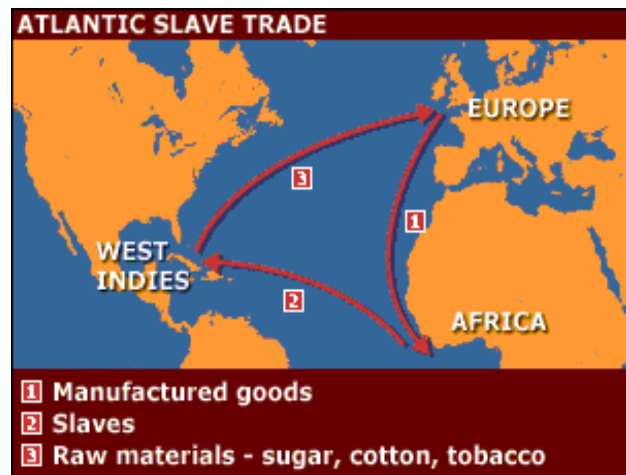 ATLANTIC SLAVE TRADE
EUROPE
3
1
WEST
INDIES
2
AFRICA
1 Manufactured goods
2 Slaves
3 Raw materials - sugar, cotton, tobacco